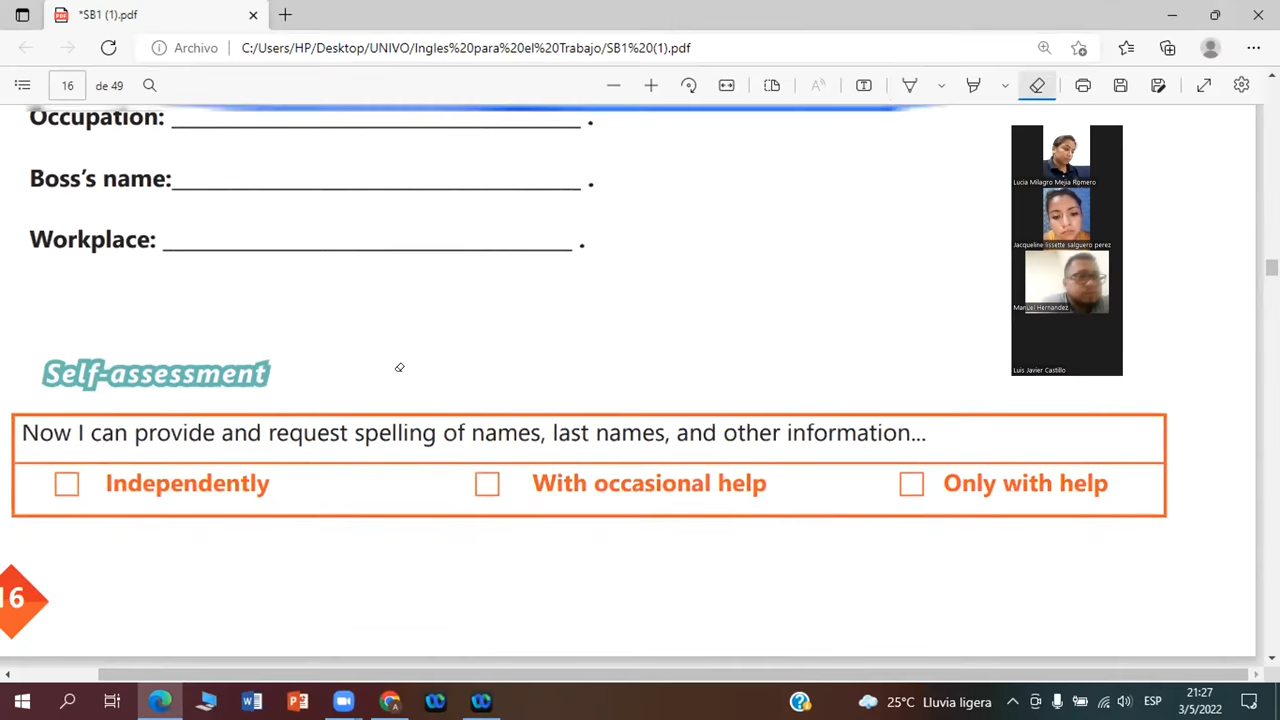 *SB1 (1).pdf
Archivo
C:/Users/HP/Desktop/UNIVO/Ingles%20para%20el%20Trabajo/SB1%20(1).pdf
16
de 49
Occupation: ________________________________ .
Boss's name:________________________________ .
Workplace: ________________________________ .
Lucia Milagro Mejia Romero
Jacqueline lissette salguero perez
Manuel Hernandez
Luis Javier Castillo
Self-assessment
Now I can provide and request spelling of names, last names, and other information...
Independently
With occasional help
Only with help
16
25°C Lluvia ligera
ESP
21:27
3/5/2022